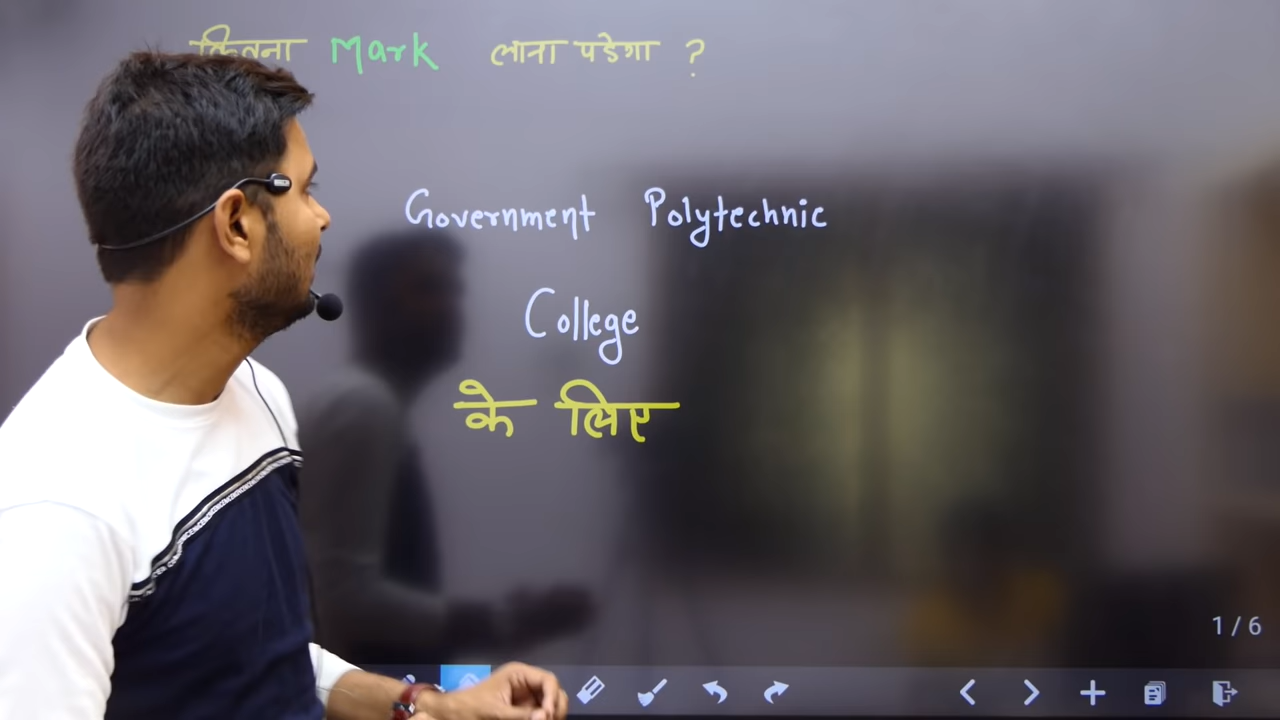 कितना Mark लाना पडेगा ?
Government Polytechnic
College
के लिए
1 / 6